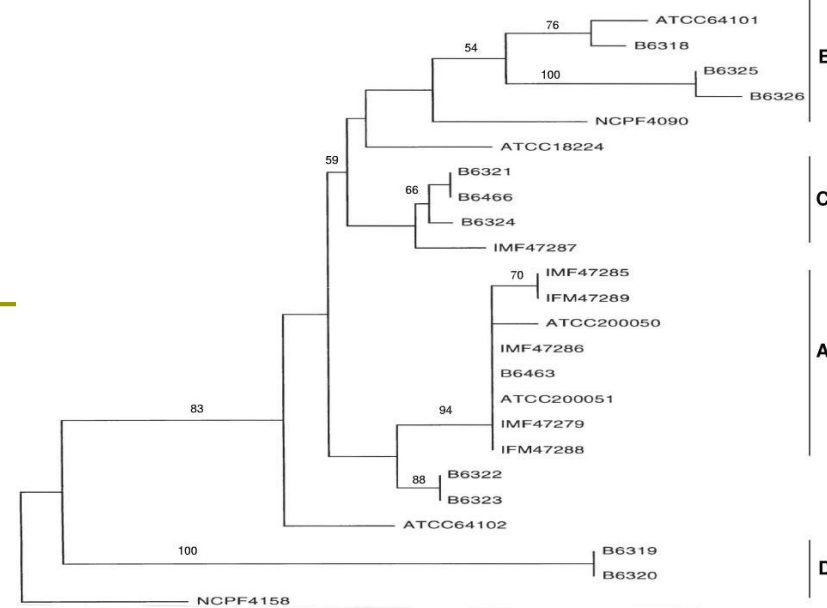 76
ATCC64101
B6318
54
B6325
100
B6326
NCPF4090
ATCC18224
59
B6321
66
B6466
C
B6324
IMF47287
70
IMF47285
IFM47289
ATCC200050
IMF47286
A
B6463
ATCC200051
83
94
IMF47279
IFM47288
88
B6322
B6323
ATCC64102
100
B6319
B6320
D
NCPF4158